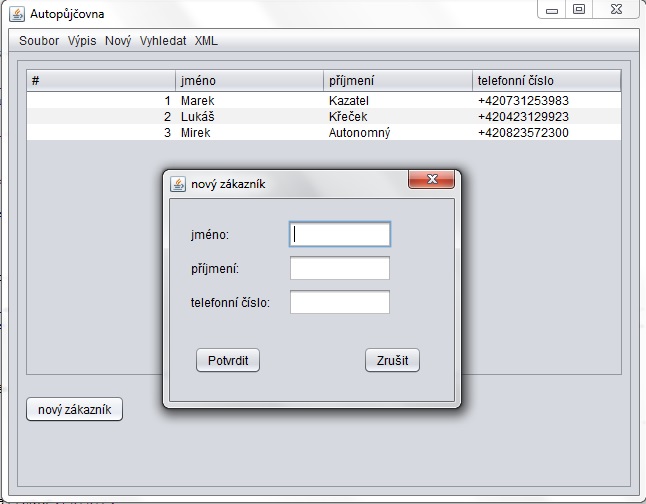 Autopůjčovna
Soubor Výpis Nový Vyhledat XML
# jméno příjmení telefonní číslo
1 Marek Kazatel +420731253983
2 Lukáš Křeček +420423129923
3 Mirek Autonomný +420823572300
nový zákazník
jméno:
příjmení:
telefonní číslo:
Potvrdit Zrušit
nový zákazník